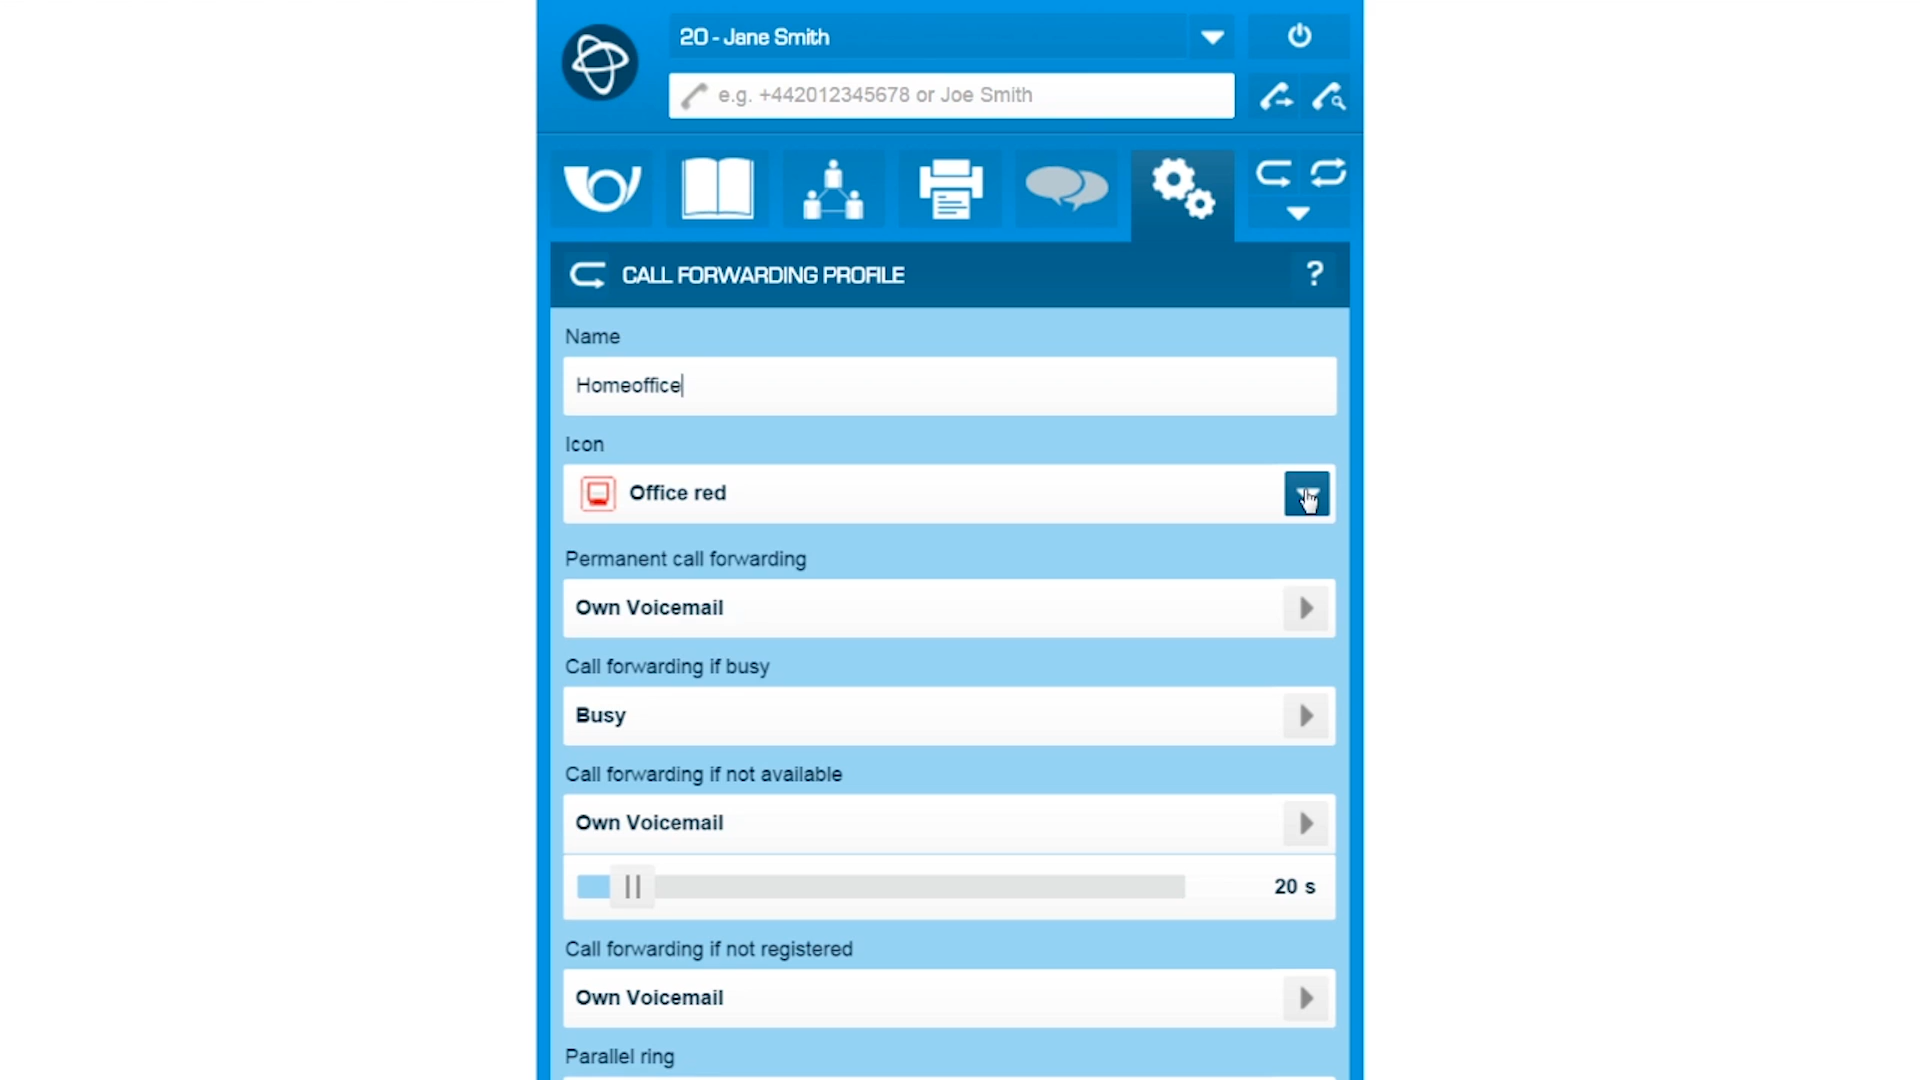 20 - Jane Smith
e.g. +442012345678 or Joe Smith
CALL FORWARDING PROFILE
?
Name
Homeoffice
Icon
Office red
Permanent call forwarding
Own Voicemail
Call forwarding if busy
Busy
Call forwarding if not available
Own Voicemail
20 s
Call forwarding if not registered
Own Voicemail
Parallel ring